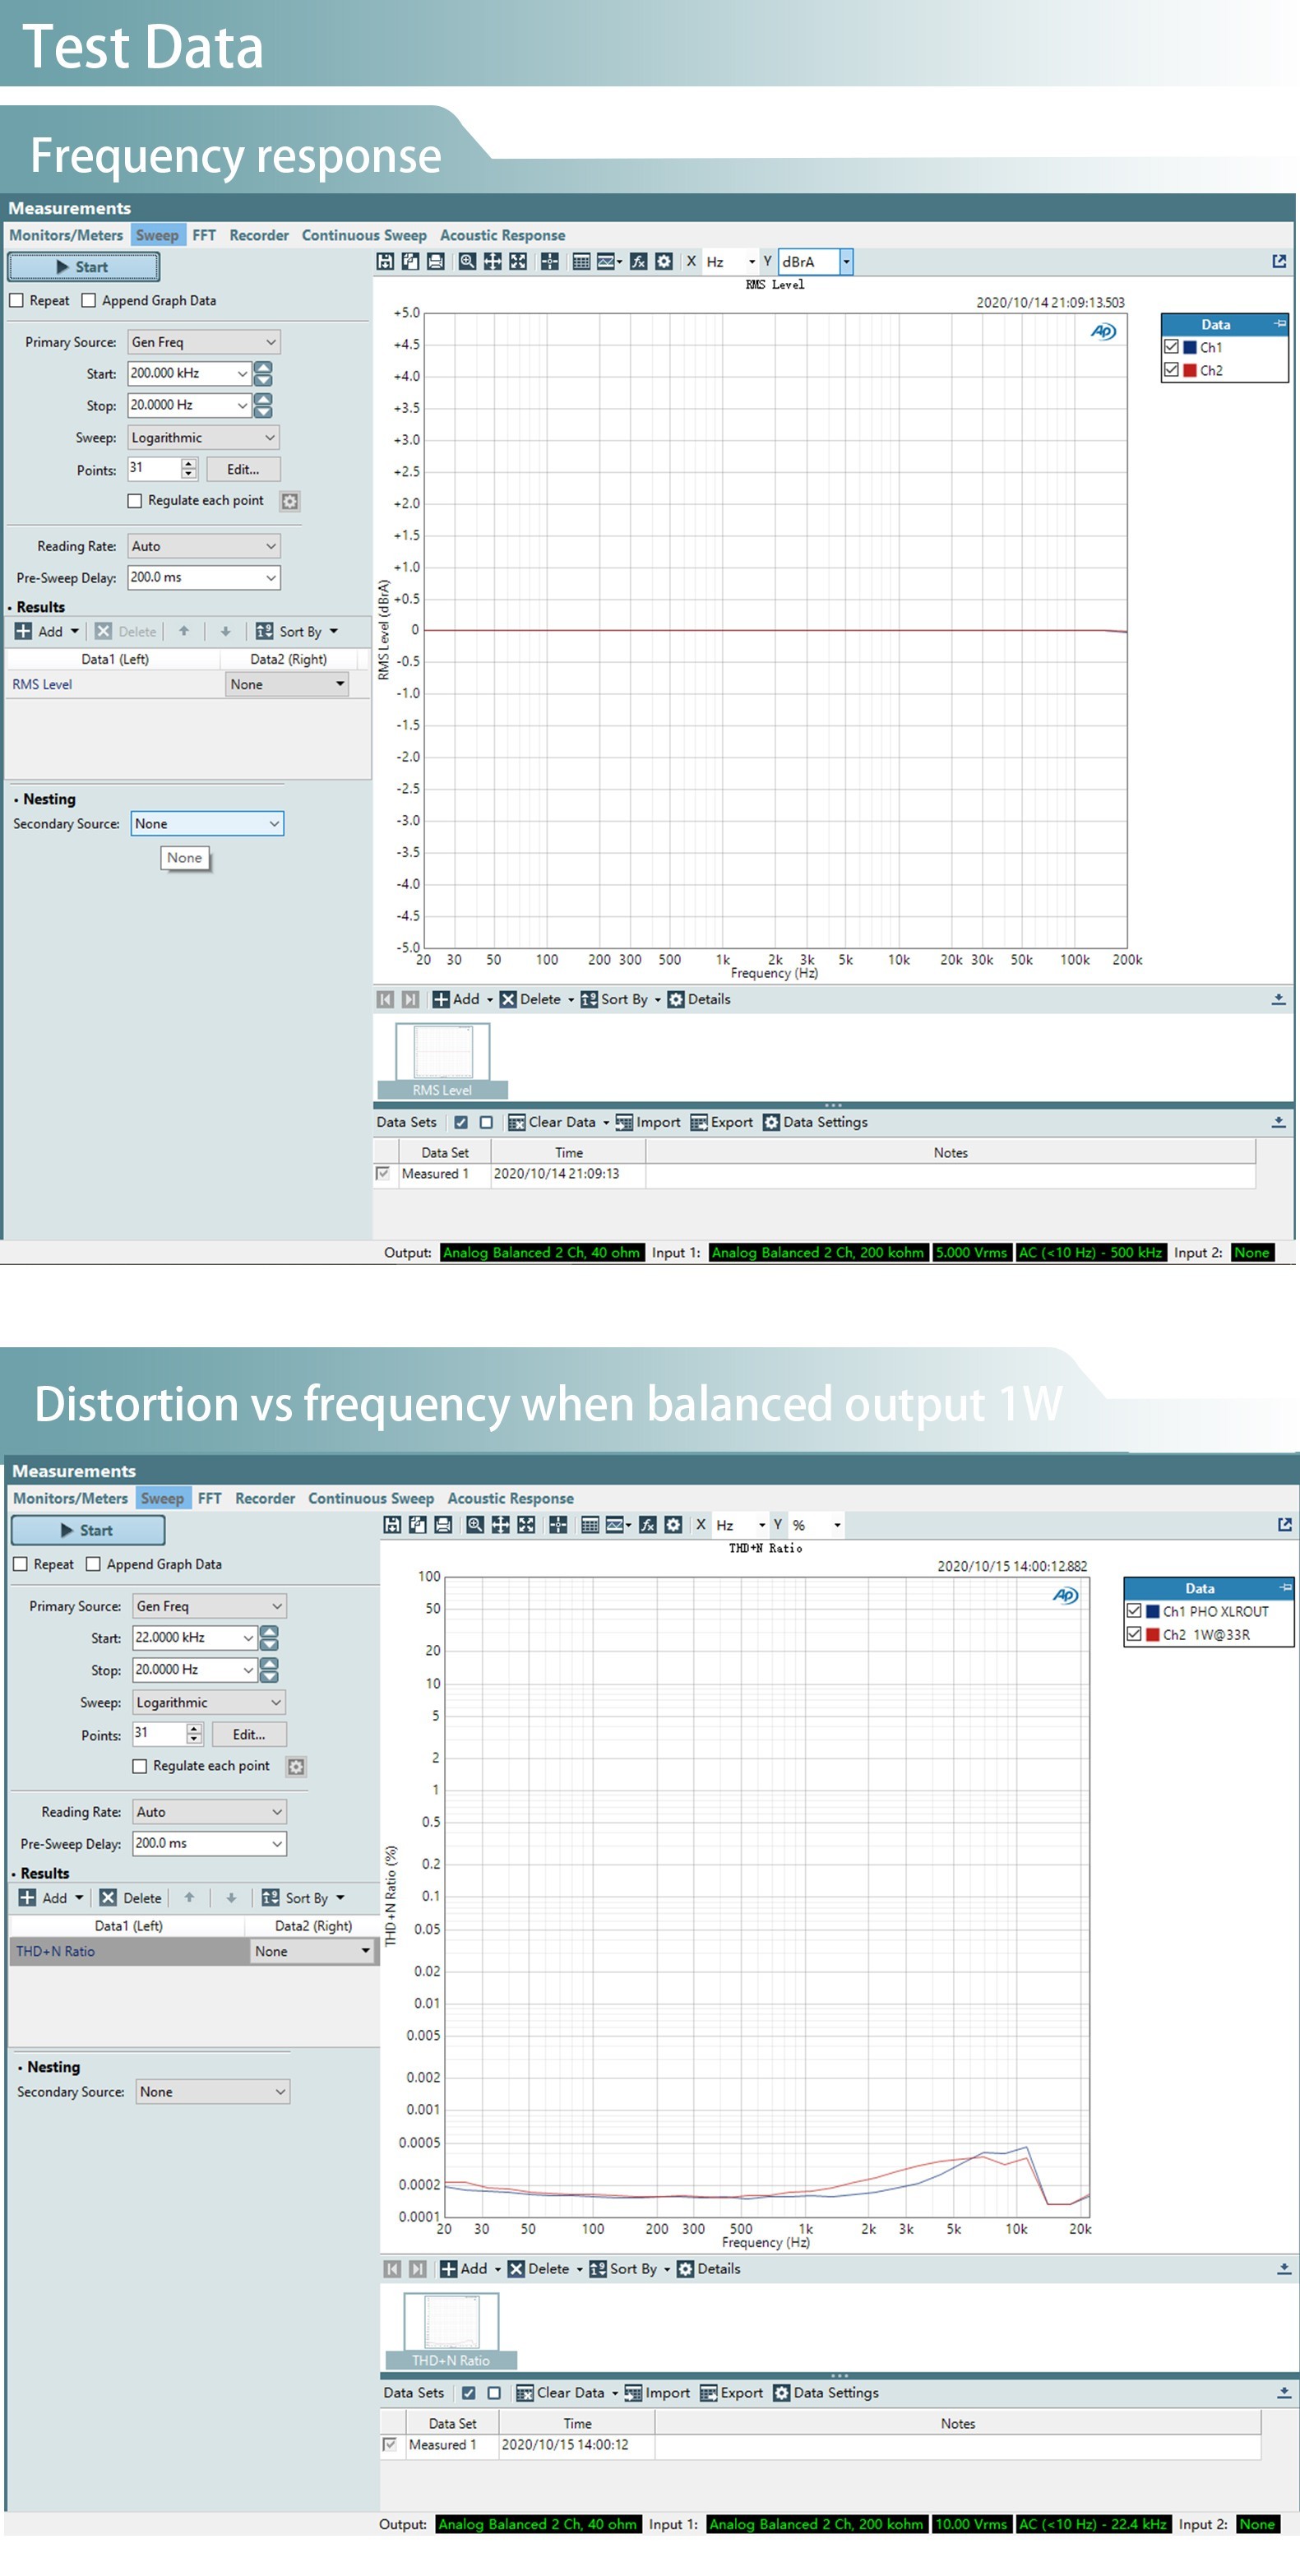 Test Data
Frequency response
Measurements
Monitors/Meters Sweep FFT Recorder Continuous Sweep Acoustic Response
Start X Hz Y dBrA
RMS Level
Repeat Append Graph Data 2020/10/14 21:09:13.503
AP
Data
Ch1
Ch2
Primary Source: Gen Freq
Start: 200.000 kHz
Stop: 20.0000 Hz
Sweep: Logarithmic
Points: 31 Edit...
Regulate each point
Reading Rate: Auto
Pre-Sweep Delay: 200.0 ms
Results
Add Delete Sort By
Data1 (Left) Data2 (Right)
RMS Level None
Nesting
Secondary Source: None
None
RMS Level (dBrA)
+5.0
+4.5
+4.0
+3.5
+3.0
+2.5
+2.0
+1.5
+1.0
+0.5
0
-0.5
-1.0
-1.5
-2.0
-2.5
-3.0
-3.5
-4.0
-4.5
-5.0
20 30 50 100 200 300 500 1k 2k 3k 5k 10k 20k 30k 50k 100k 200k
Frequency (Hz)
Add Delete Sort By Details
RMS Level
Data Sets Clear Data Import Export Data Settings
Data Set Time Notes
Measured 1 2020/10/14 21:09:13
Output: Analog Balanced 2 Ch, 40 ohm Input 1: Analog Balanced 2 Ch, 200 kohm 5.000 Vrms AC (<10 Hz) - 500 kHz Input 2: None
Distortion vs frequency when balanced output 1W
Measurements
Monitors/Meters Sweep FFT Recorder Continuous Sweep Acoustic Response
Start X Hz Y %
THD+N Ratio
Repeat Append Graph Data 2020/10/15 14:00:12.882
AP
Data
Ch1 PHO XLROUT
Ch2 1W@33R
Primary Source: Gen Freq
Start: 22.0000 kHz
Stop: 20.0000 Hz
Sweep: Logarithmic
Points: 31 Edit...
Regulate each point
Reading Rate: Auto
Pre-Sweep Delay: 200.0 ms
Results
Add Delete Sort By
Data1 (Left) Data2 (Right)
THD+N Ratio None
Nesting
Secondary Source: None
THD+N Ratio (%)
100
50
20
10
5
2
1
0.5
0.2
0.1
0.05
0.02
0.01
0.005
0.002
0.001
0.0005
0.0002
0.0001
20 30 50 100 200 300 500 1k 2k 3k 5k 10k 20k
Frequency (Hz)
Add Delete Sort By Details
THD+N Ratio
Data Sets Clear Data Import Export Data Settings
Data Set Time Notes
Measured 1 2020/10/15 14:00:12
Output: Analog Balanced 2 Ch, 40 ohm Input 1: Analog Balanced 2 Ch, 200 kohm 10.00 Vrms AC (<10 Hz) - 22.4 kHz Input 2: None